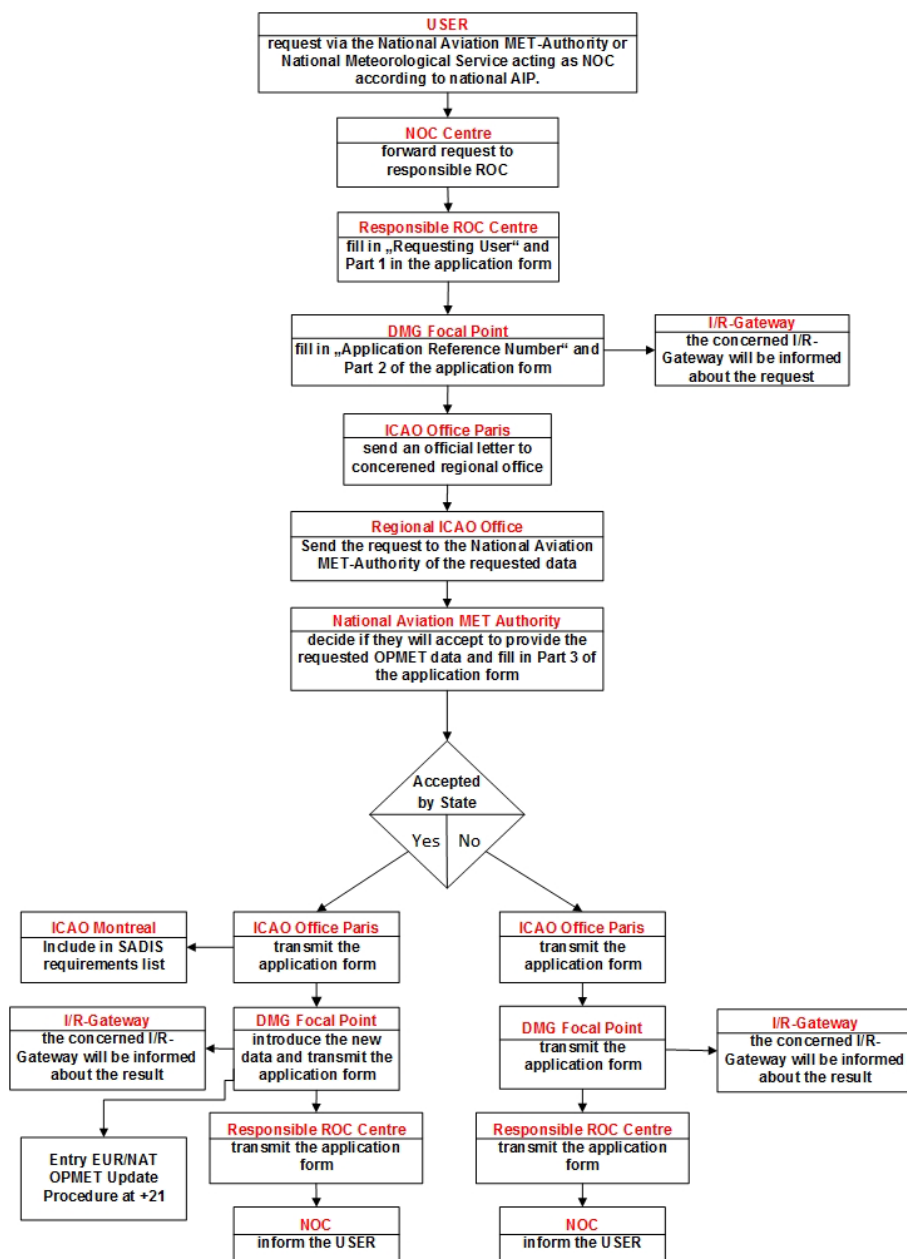 USER
request via the National Aviation MET-Authority or
National Meteorological Service acting as NOC
according to national AIP.
NOC Centre
forward request to
responsible ROC
Responsible ROC Centre
fill in „Requesting User“ and
Part 1 in the application form
DMG Focal Point
fill in „Application Reference Number“ and
Part 2 of the application form
I/R-Gateway
the concerned I/R-
Gateway will be informed
about the request
ICAO Office Paris
send an official letter to
concerened regional office
Regional ICAO Office
Send the request to the National Aviation
MET-Authority of the requested data
National Aviation MET Authority
decide if they will accept to provide the
requested OPMET data and fill in Part 3 of
the application form
Accepted
by State
Yes
No
ICAO Montreal
Include in SADIS
requirements list
ICAO Office Paris
transmit the
application form
ICAO Office Paris
transmit the
application form
I/R-Gateway
the concerned I/R-
Gateway will be informed
about the result
DMG Focal Point
introduce the new
data and transmit the
application form
DMG Focal Point
transmit the
application form
I/R-Gateway
the concerned I/R-
Gateway will be informed
about the result
Entry EUR/NAT
OPMET Update
Procedure at +21
Responsible ROC Centre
transmit the application
form
Responsible ROC Centre
transmit the application
form
NOC
inform the USER
NOC
inform the USER